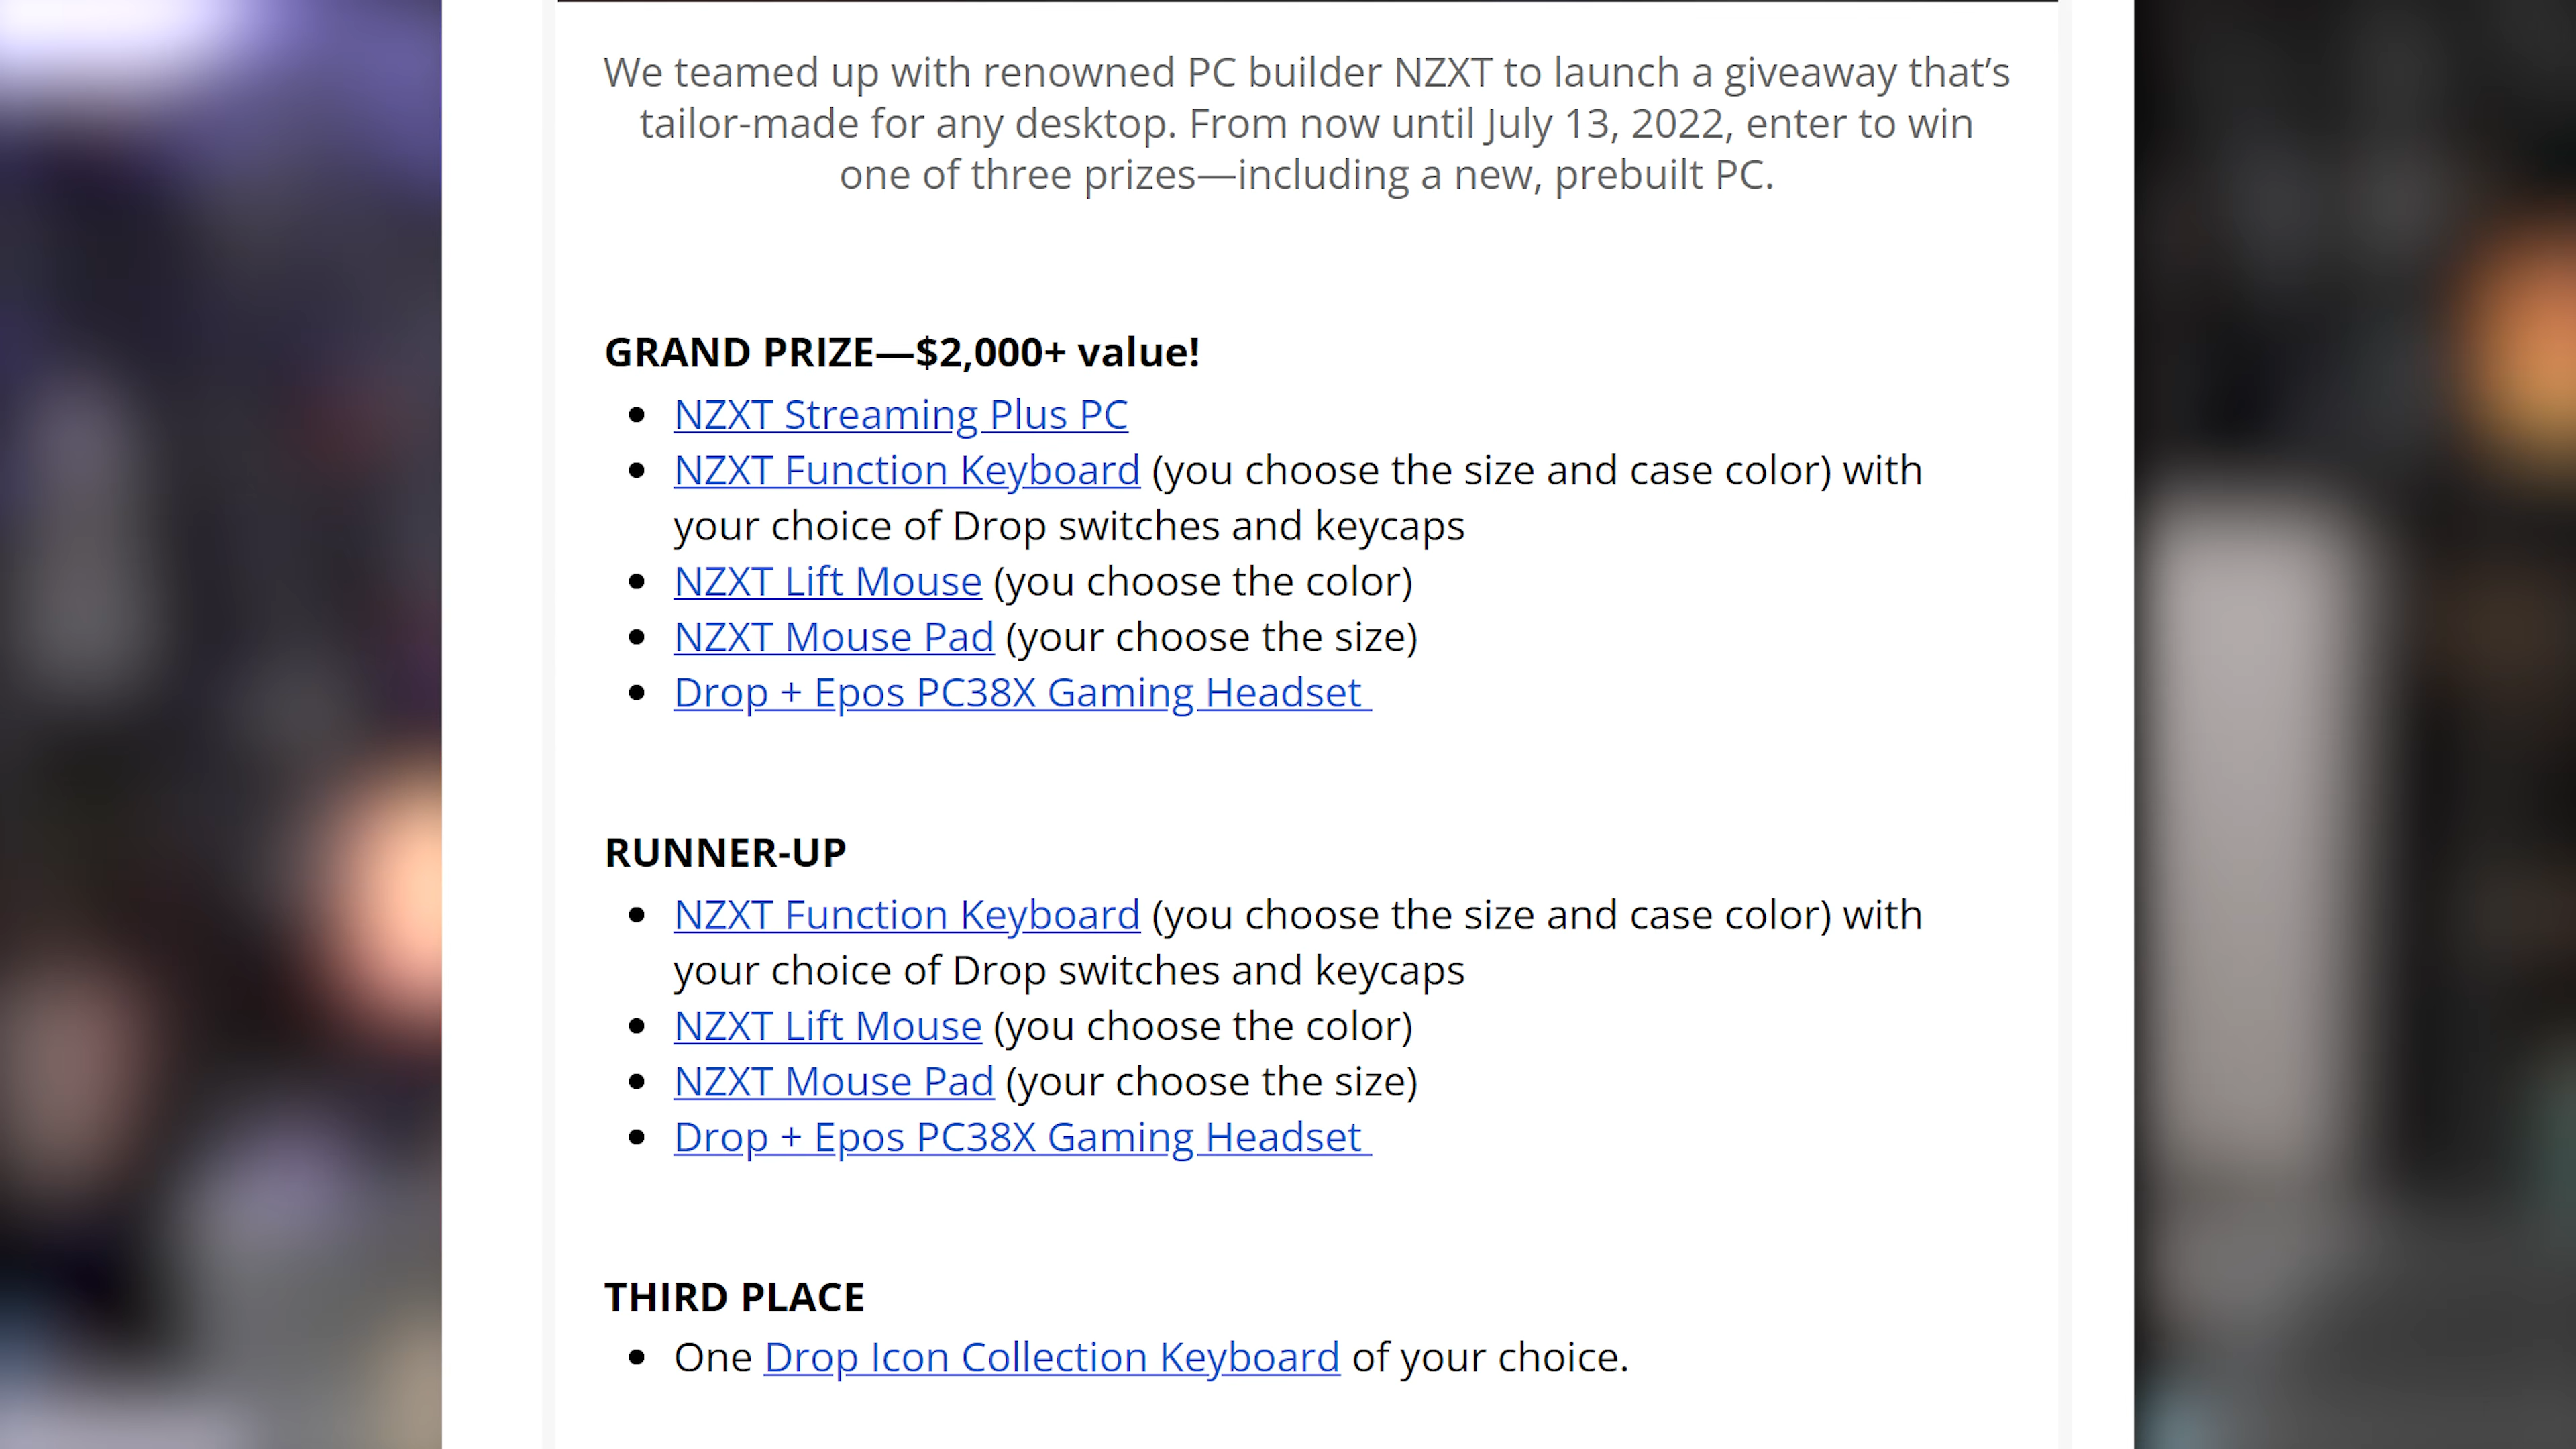 We teamed up with renowned PC builder NZXT to launch a giveaway that’s
tailor-made for any desktop. From now until July 13, 2022, enter to win
one of three prizes—including a new, prebuilt PC.
GRAND PRIZE—$2,000+ value!
• NZXT Streaming Plus PC
• NZXT Function Keyboard (you choose the size and case color) with
your choice of Drop switches and keycaps
• NZXT Lift Mouse (you choose the color)
• NZXT Mouse Pad (your choose the size)
• Drop + Epos PC38X Gaming Headset
RUNNER-UP
• NZXT Function Keyboard (you choose the size and case color) with
your choice of Drop switches and keycaps
• NZXT Lift Mouse (you choose the color)
• NZXT Mouse Pad (your choose the size)
• Drop + Epos PC38X Gaming Headset
THIRD PLACE
• One Drop Icon Collection Keyboard of your choice.